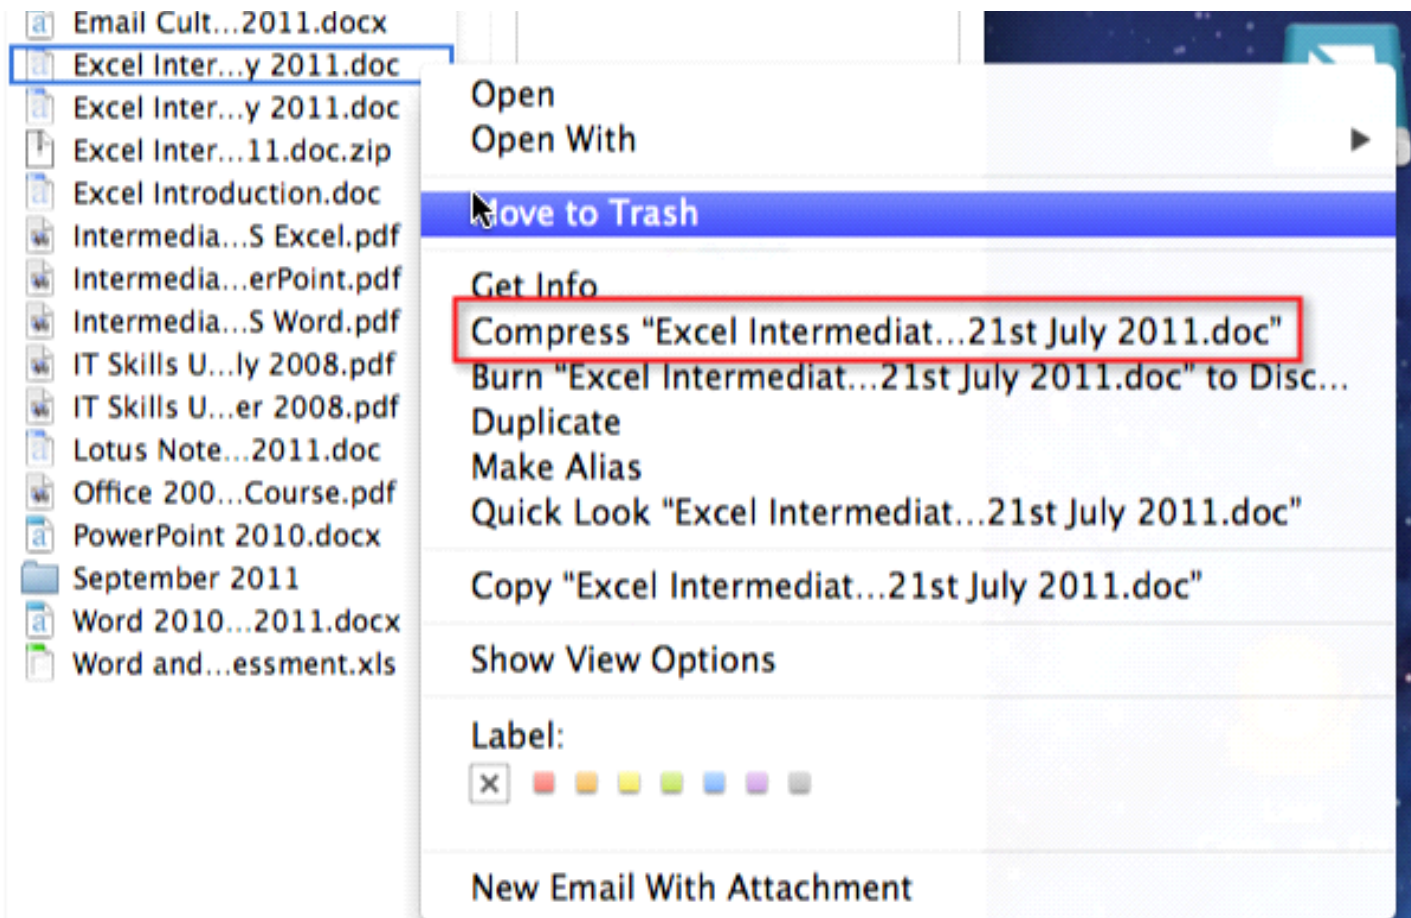 Email Cult...2011.docx
Excel Inter...y 2011.doc
Excel Inter...y 2011.doc
Excel Inter...11.doc.zip
Excel Introduction.doc
Intermedia...S Excel.pdf
Intermedia...erPoint.pdf
Intermedia...S Word.pdf
IT Skills U...ly 2008.pdf
IT Skills U...er 2008.pdf
Lotus Note...2011.doc
Office 200...Course.pdf
PowerPoint 2010.docx
September 2011
Word 2010...2011.docx
Word and...essment.xls
Open
Open With
Move to Trash
Get Info
Compress “Excel Intermediat...21st July 2011.doc”
Burn “Excel Intermediat...21st July 2011.doc” to Disc...
Duplicate
Make Alias
Quick Look “Excel Intermediat...21st July 2011.doc”
Copy “Excel Intermediat...21st July 2011.doc”
Show View Options
Label:
New Email With Attachment